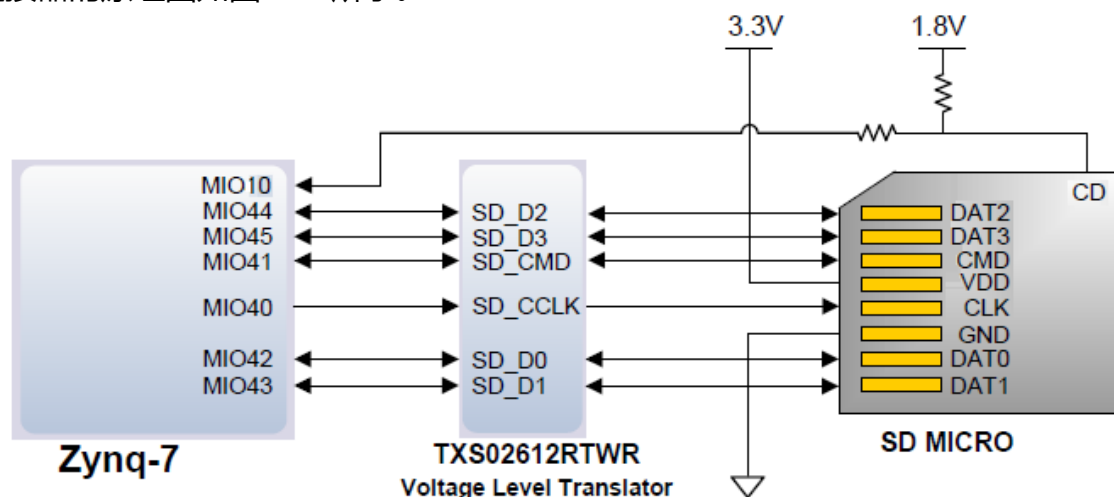 3.3V 1.8V
CD
MIO10
MIO44 SD_D2 DAT2
MIO45 SD_D3 DAT3
MIO41 SD_CMD CMD
VDD
MIO40 SD_CCLK CLK
GND
MIO42 SD_D0 DAT0
MIO43 SD_D1 DAT1
Zynq-7
TXS02612RTWR
Voltage Level Translator
SD MICRO